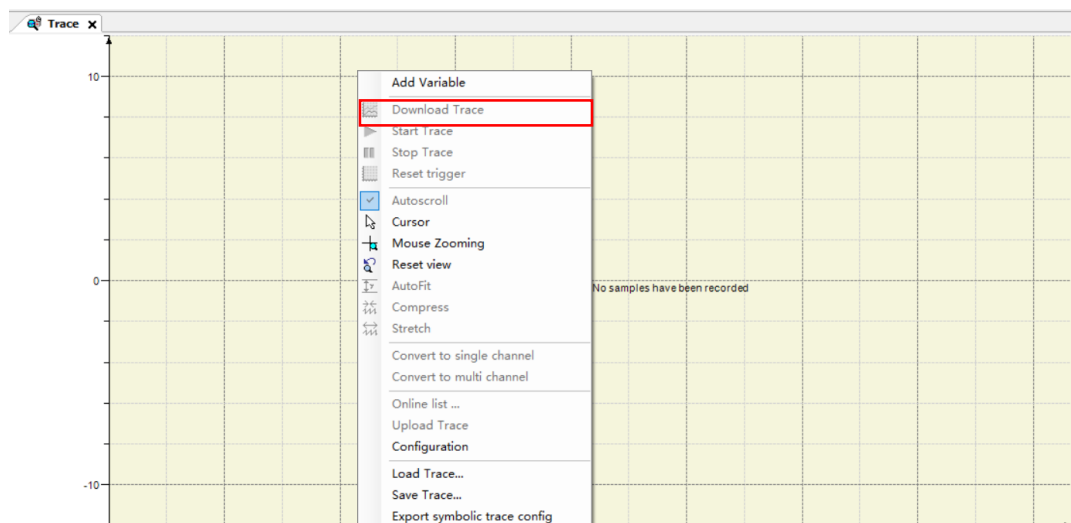 Trace
10
Add Variable
Download Trace
Start Trace
Stop Trace
Reset trigger
Autoscroll
Cursor
Mouse Zooming
Reset view
0
AutoFit
No samples have been recorded
Compress
Stretch
Convert to single channel
Convert to multi channel
Online list ...
Upload Trace
Configuration
Load Trace...
-10
Save Trace...
Export symbolic trace config